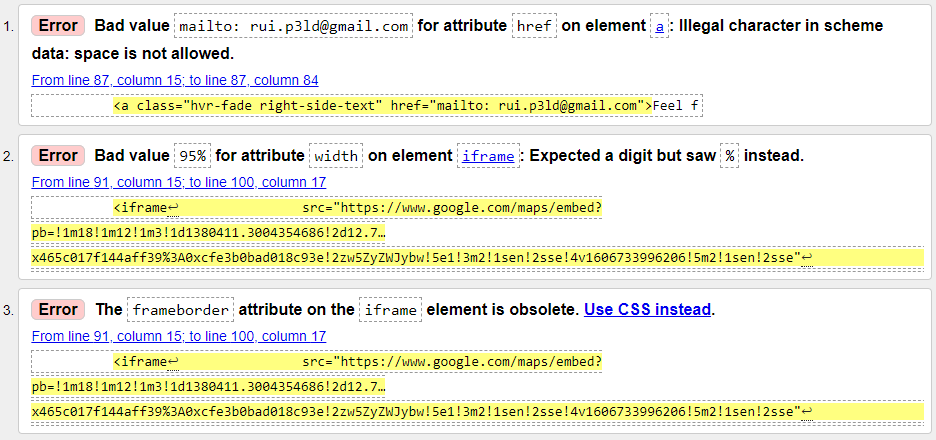 1. Error Bad value mailto: rui.p3ld@gmail.com for attribute href on element a: Illegal character in scheme
data: space is not allowed.
From line 87, column 15; to line 87, column 84
<a class="hvr-fade right-side-text" href="mailto: rui.p3ld@gmail.com">Feel f
2. Error Bad value 95% for attribute width on element iframe: Expected a digit but saw % instead.
From line 91, column 15; to line 100, column 17
<iframe↩ src="https://www.google.com/maps/embed?
pb=!1m18!1m12!1m3!1d1380411.3004354686!2d12.7…
x465c017f144aff39%3A0xcfe3b0bad018c93e!2zw5ZyZWJybw!5e1!3m2!1sen!2sse!4v1606733996206!5m2!1sen!2sse"↩
3. Error The frameborder attribute on the iframe element is obsolete. Use CSS instead.
From line 91, column 15; to line 100, column 17
<iframe↩ src="https://www.google.com/maps/embed?
pb=!1m18!1m12!1m3!1d1380411.3004354686!2d12.7…
x465c017f144aff39%3A0xcfe3b0bad018c93e!2zw5ZyZWJybw!5e1!3m2!1sen!2sse!4v1606733996206!5m2!1sen!2sse"↩